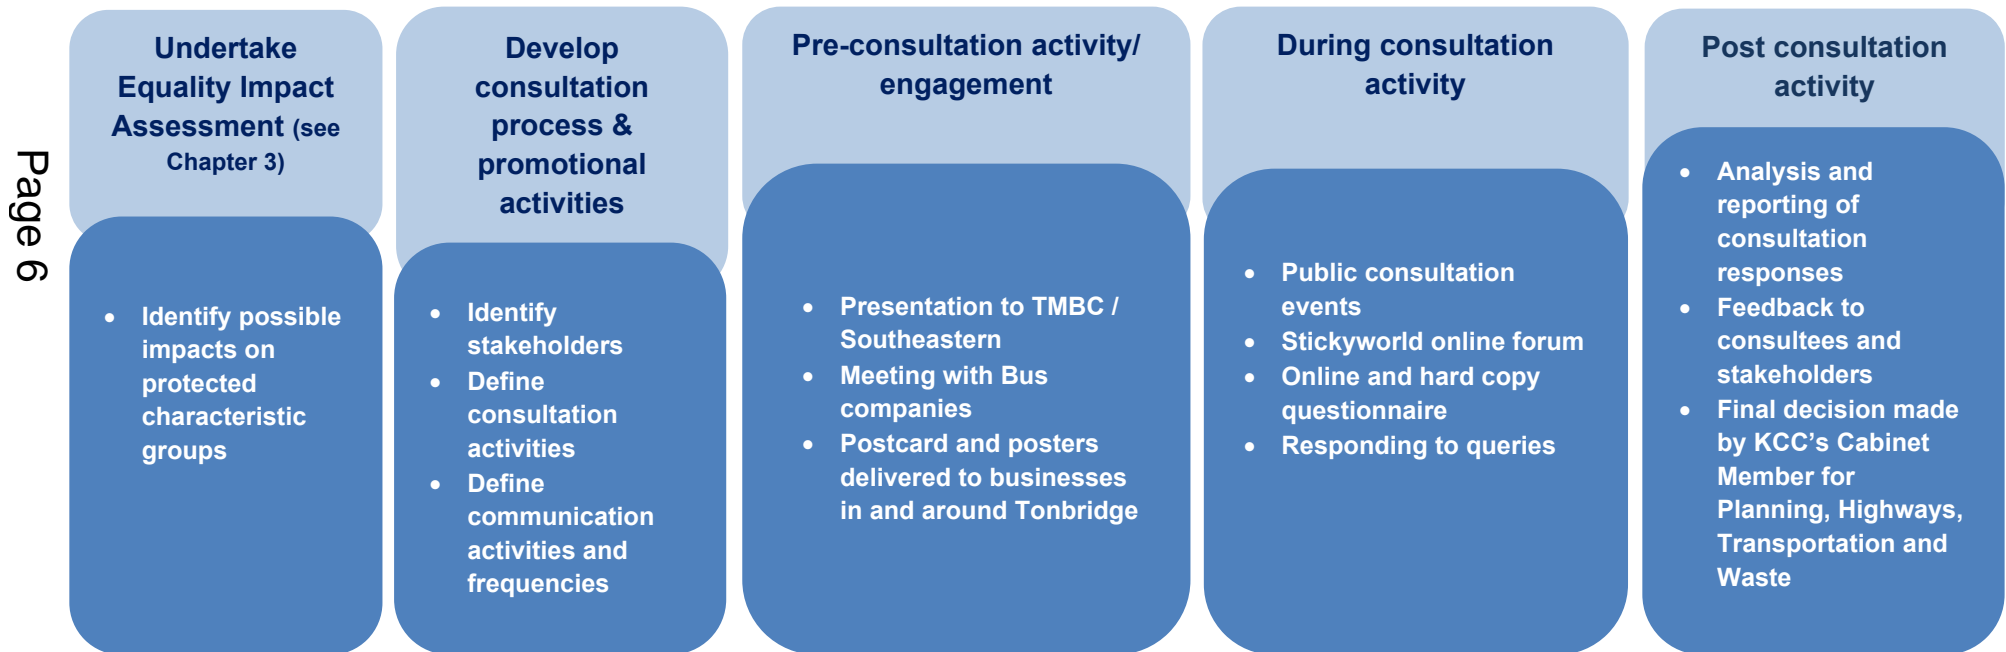 Page 6
Undertake
Equality Impact
Assessment (see
Chapter 3)
• Identify possible
impacts on
protected
characteristic
groups
Develop
consultation
process &
promotional
activities
• Identify
stakeholders
• Define
consultation
activities
• Define
communication
activities and
frequencies
Pre-consultation activity/
engagement
• Presentation to TMBC /
Southeastern
• Meeting with Bus
companies
• Postcard and posters
delivered to businesses
in and around Tonbridge
During consultation
activity
• Public consultation
events
• Stickyworld online forum
• Online and hard copy
questionnaire
• Responding to queries
Post consultation
activity
• Analysis and
reporting of
consultation
responses
• Feedback to
consultees and
stakeholders
• Final decision made
by KCC’s Cabinet
Member for
Planning, Highways,
Transportation and
Waste